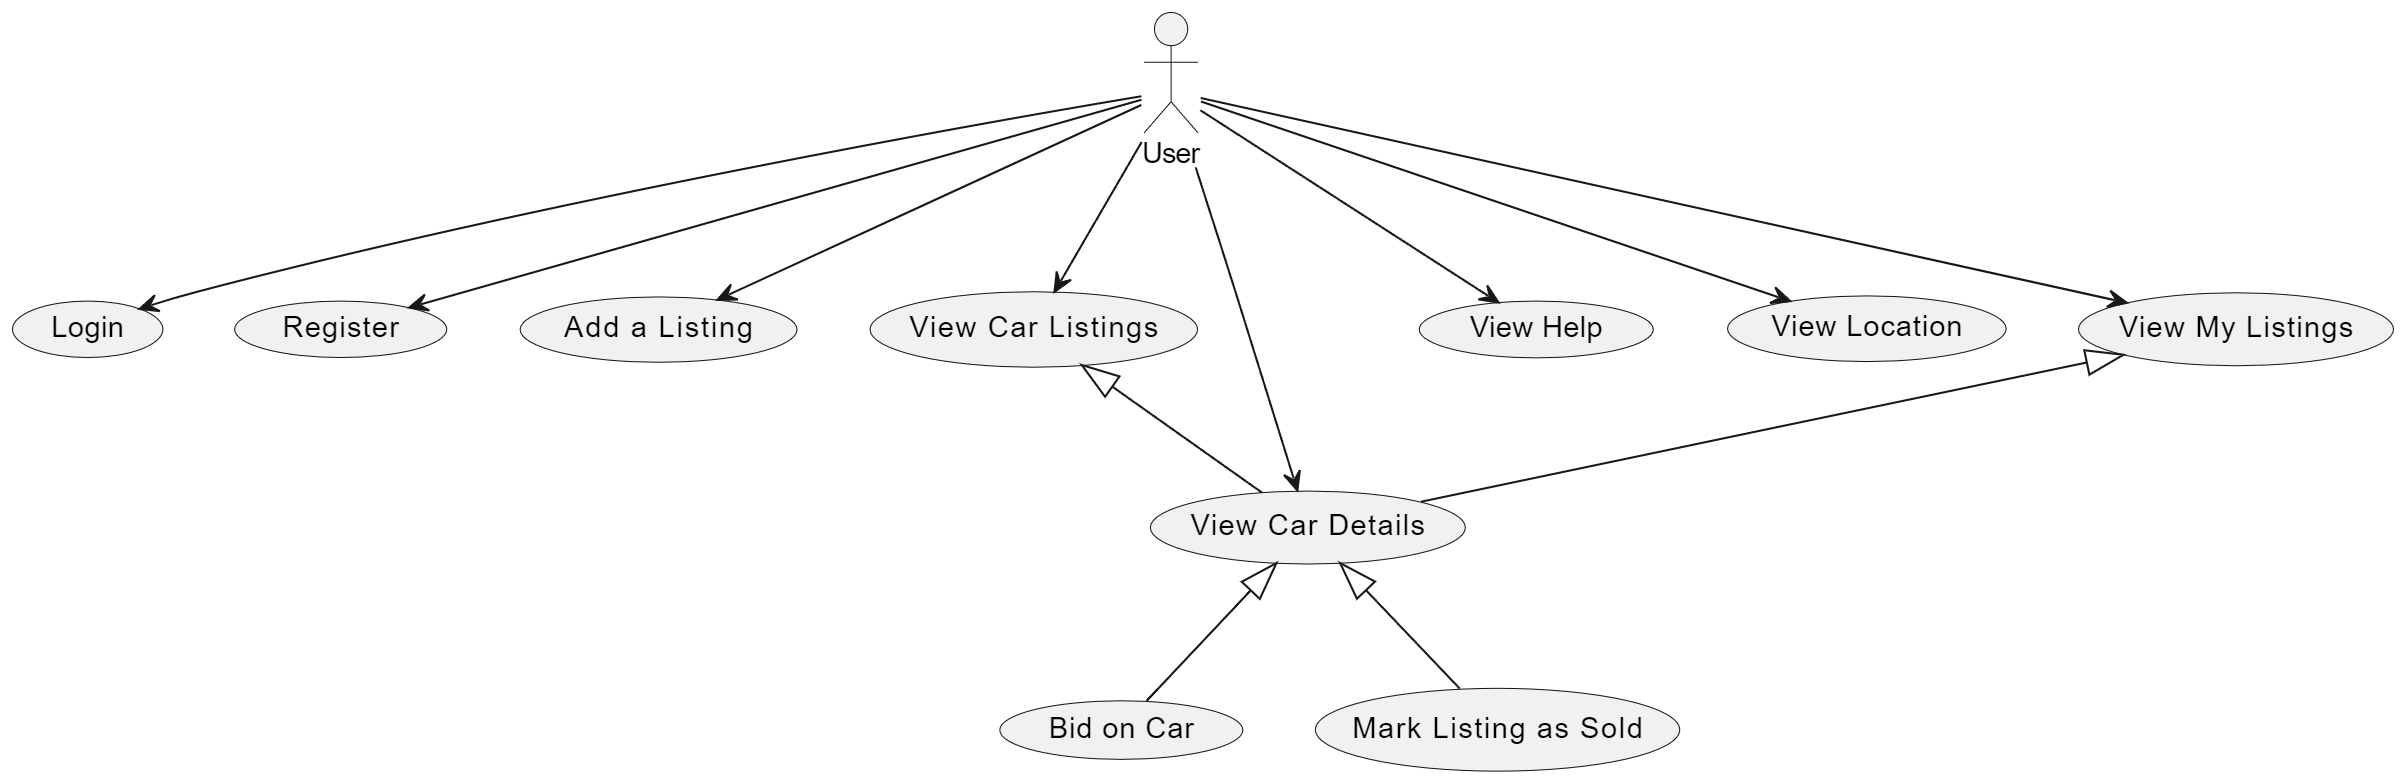 User
Login
Register
Add a Listing
View Car Listings
View Help
View Location
View My Listings
View Car Details
Bid on Car
Mark Listing as Sold